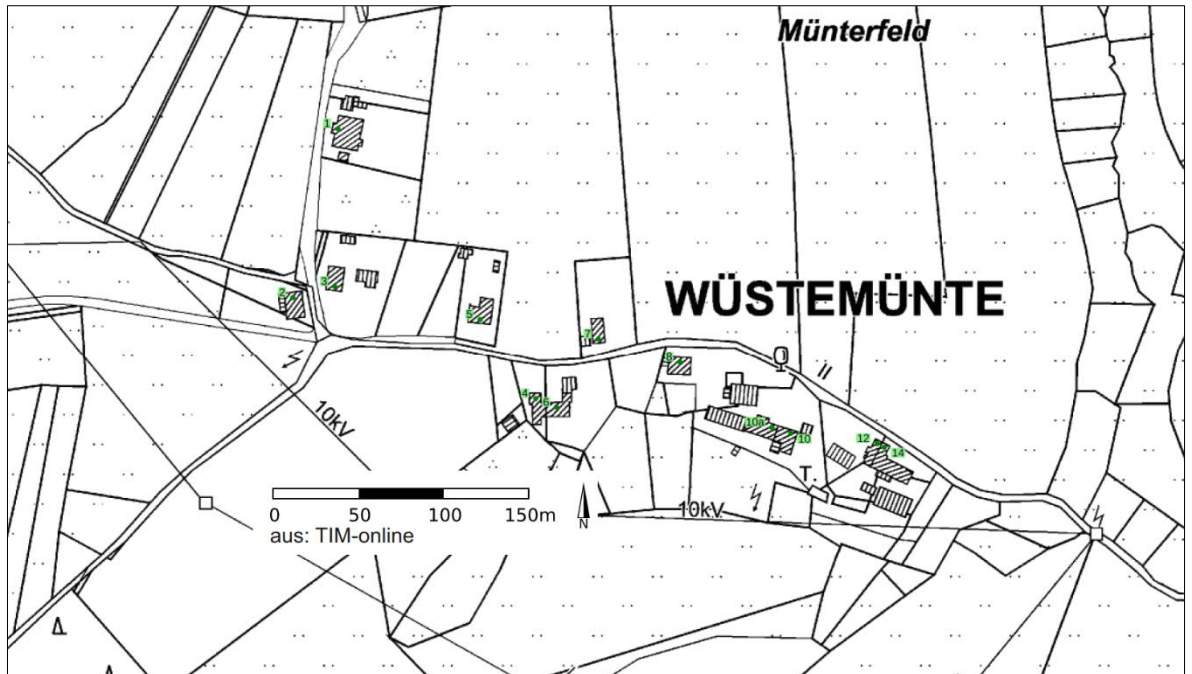 Münterfeld
1
WÜSTEMÜNTE
2
3
5
7
8
4
6
10kV
10a
10
12
14
T.
10kV
0 50 100 150m
N
aus: TIM-online